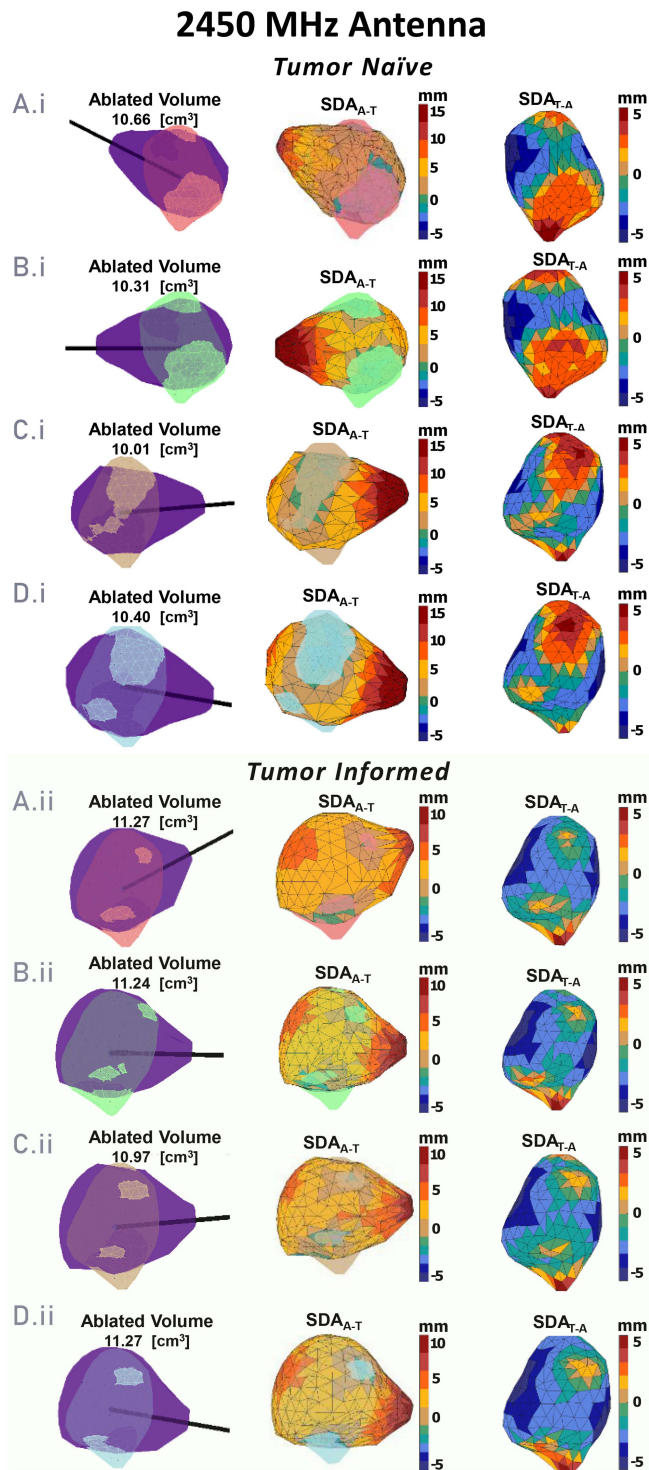 2450 MHz Antenna
Tumor Naïve
A.i
Ablated Volume
10.66 [cm³]
SDA_A-T
mm
15
10
5
0
-5
SDA_T-A
mm
5
0
-5
B.i
Ablated Volume
10.31 [cm³]
SDA_A-T
mm
15
10
5
0
-5
SDA_T-A
mm
5
0
-5
C.i
Ablated Volume
10.01 [cm³]
SDA_A-T
mm
15
10
5
0
-5
SDA_T-A
mm
5
0
-5
D.i
Ablated Volume
10.40 [cm³]
SDA_A-T
mm
15
10
5
0
-5
SDA_T-A
mm
5
0
-5
Tumor Informed
A.ii
Ablated Volume
11.27 [cm³]
SDA_A-T
mm
10
5
0
-5
SDA_T-A
mm
5
0
-5
B.ii
Ablated Volume
11.24 [cm³]
SDA_A-T
mm
10
5
0
-5
SDA_T-A
mm
5
0
-5
C.ii
Ablated Volume
10.97 [cm³]
SDA_A-T
mm
10
5
0
-5
SDA_T-A
mm
5
0
-5
D.ii
Ablated Volume
11.27 [cm³]
SDA_A-T
mm
10
5
0
-5
SDA_T-A
mm
5
0
-5